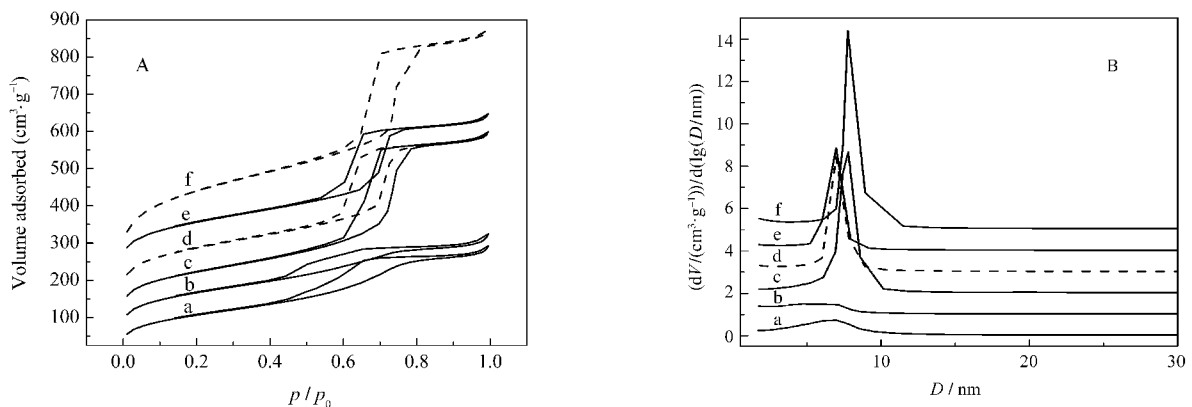 900
800
700
600
500
400
300
200
100
Volume adsorbed (cm³·g⁻¹)
A
f
e
d
c
b
a
0.0 0.2 0.4 0.6 0.8 1.0
p / p₀
14
12
10
8
6
4
2
0
(dV/(cm³·g⁻¹))/d(lg(D/nm))
B
f
e
d
c
b
a
10 20 30
D / nm